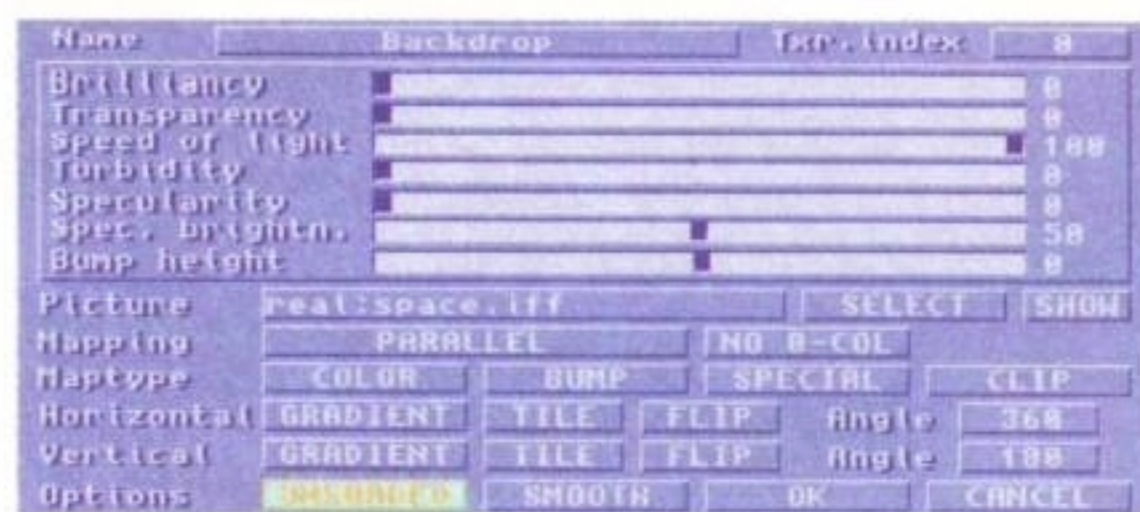 Name Backdrop Txr.index 0
Brilliancy 0
Transparency 0
Speed of light 100
Turbidity 0
Specularity 0
Spec. brightn. 50
Bump height 0
Picture real:space.iff SELECT SHOW
Mapping PARALLEL NO 0-COL
Maptype COLOR BUMP SPECIAL CLIP
Horizontal GRADIENT TILE FLIP Angle 360
Vertical GRADIENT TILE FLIP Angle 180
Options UNSHADED SMOOTH OK CANCEL